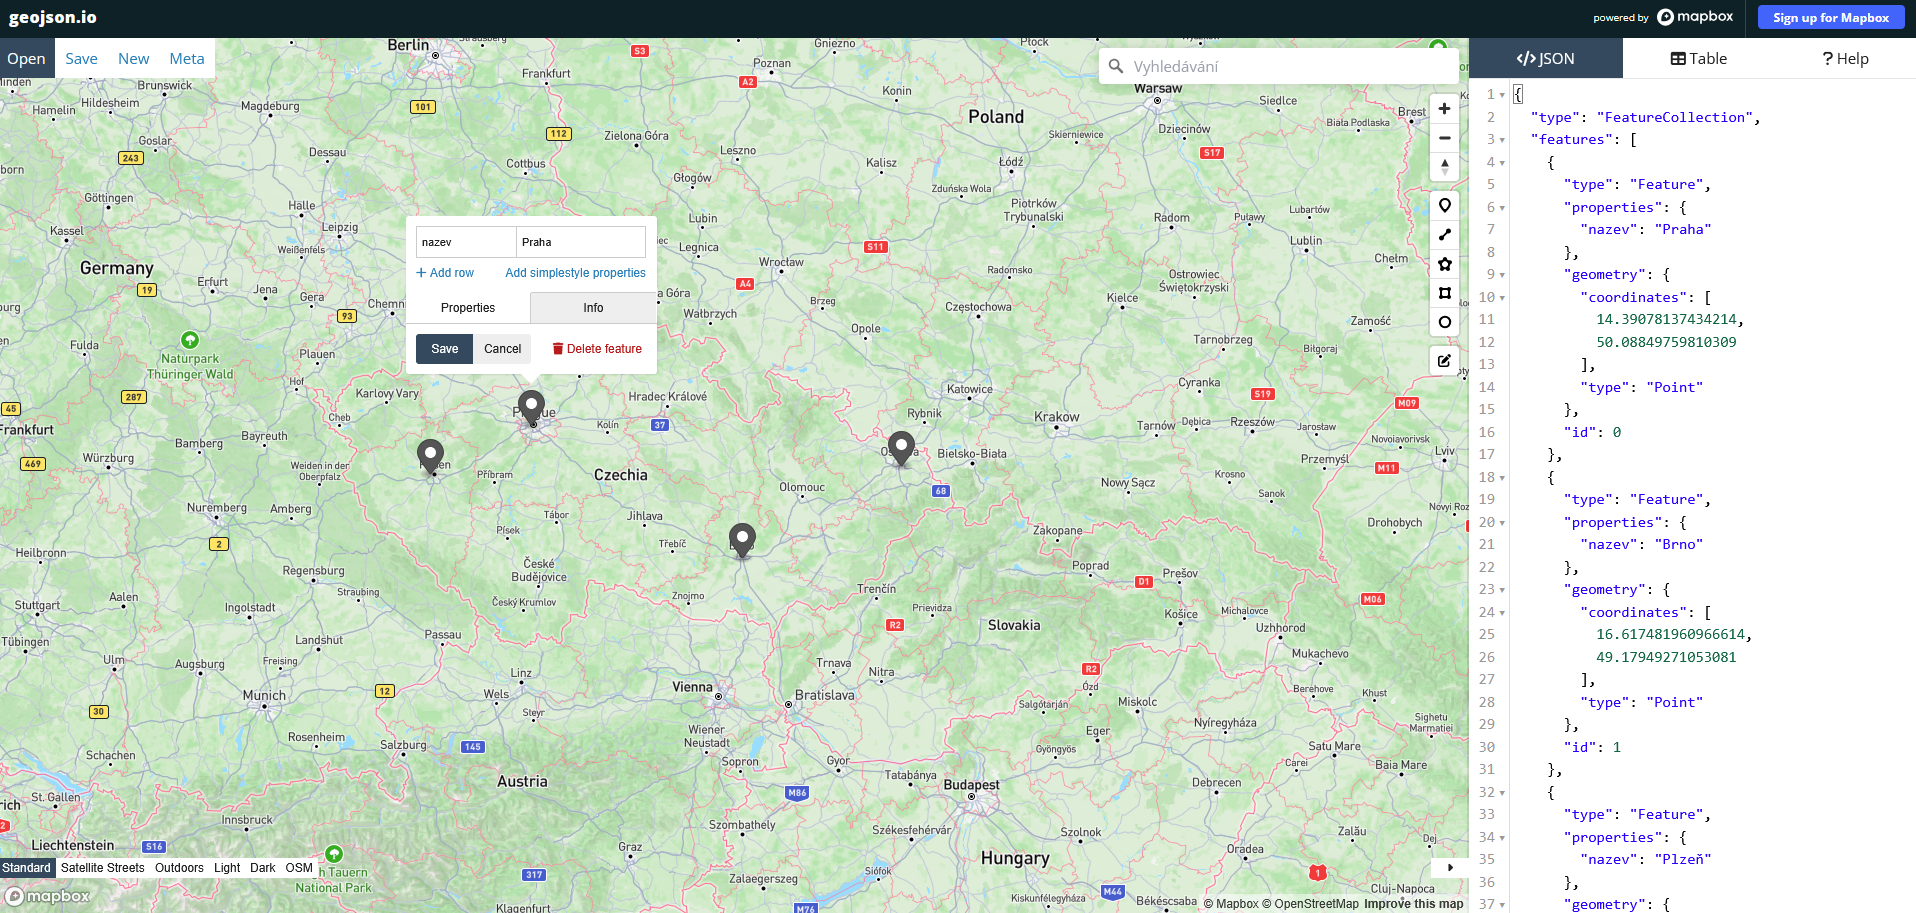 geojson.io
powered by mapbox
Sign up for Mapbox
Open Save New Meta
Vyhledávání
</> JSON
Table
? Help
nazev Praha
+ Add row Add simplestyle properties
Properties Info
Save Cancel Delete feature
Berlin
Frankfurt
Gniezno
Poznan
Płock
Konin
Warsaw
Siedlce
Biała Podlaska
Brest
Minden
Brunswick
Hamelin
Hildesheim
Magdeburg
Goslar
Dessau
Cottbus
Zielona Góra
Leszno
Kalisz
Poland
Łódź
Skierniewice
Dzierżoniów
Głogów
Zduńska Wola
Piotrków
Trybunalski
Radom
Puławy
Lubartów
Lublin
Chełm
Göttingen
Halle
Leipzig
Weißenfels
Kassel
Germany
Erfurt
Jena
Gera
Lubin
Legnica
Wrocław
Radomsko
Ostrowiec
Świętokrzyski
Wałbrzych
Brzeg
Opole
Częstochowa
Kielce
Zamość
Tarnobrzeg
Biłgoraj
Fulda
Naturpark
Thüringer Wald
Plauen
Hof
Karlovy Vary
Cheb
Hradec Králové
Kolín
Katowice
Rybnik
Krakow
Cyranka
Tarnów
Dębica
Rzeszów
Jarosław
Novoiavorivsk
Lviv
Frankfurt
Bamberg
Bayreuth
Würzburg
Weiden in der
Oberpfalz
Příbram
Czechia
Bielsko-Biała
Przemyśl
Krosno
Sanok
Nowy Sącz
Olomouc
Nuremberg
Amberg
Tábor
Písek
Jihlava
Třebíč
Zakopane
Drohobych
Heilbronn
Regensburg
České
Budějovice
Poprad
Prešov
Stuttgart
Aalen
Ingolstadt
Straubing
Český Krumlov
Znojmo
Trenčín
Prievidza
Košice
Michalovce
Uzhhorod
Tübingen
Landshut
Passau
Slovakia
Mukachevo
Ulm
Augsburg
Freising
Linz
Trnava
Nitra
Munich
Wels
Steyr
Vienna
Bratislava
Ózd
Salgótarján
Miskolc
Berehove
Khust
Sighetu
Marmatiei
Rosenheim
Salzburg
Wiener
Neustadt
Sopron
Gyor
Eger
Gyöngyös
Nyíregyháza
Satu Mare
Carei
Baia Mare
Schachen
St. Gallen
Austria
Tatabánya
Budapest
Debrecen
Liechtenstein
Innsbruck
Szombathely
Székesfehérvár
Szolnok
Zalău
Dej
Graz
Hungary
Oradea
Zalaegerszeg
Siófok
Kiskunfélegyháza
Békéscsaba
Cluj-Napoca
Klagenfurt
Tauern
National Park
S3
A2
101
112
243
S17
S11
A4
19
93
287
45
469
37
S19
M09
M11
68
2
D1
M06
R2
R2
12
30
145
M86
S16
317
1
M44
M76
Standard Satellite Streets Outdoors Light Dark OSM
mapbox
© Mapbox © OpenStreetMap Improve this map
1 {
2 "type": "FeatureCollection",
3 "features": [
4 {
5 "type": "Feature",
6 "properties": {
7 "nazev": "Praha"
8 },
9 "geometry": {
10 "coordinates": [
11 14.39078137434214,
12 50.08849759810309
13 ],
14 "type": "Point"
15 },
16 "id": 0
17 },
18 {
19 "type": "Feature",
20 "properties": {
21 "nazev": "Brno"
22 },
23 "geometry": {
24 "coordinates": [
25 16.617481960966614,
26 49.17949271053081
27 ],
28 "type": "Point"
29 },
30 "id": 1
31 },
32 {
33 "type": "Feature",
34 "properties": {
35 "nazev": "Plzeň"
36 },
37 "geometry": {